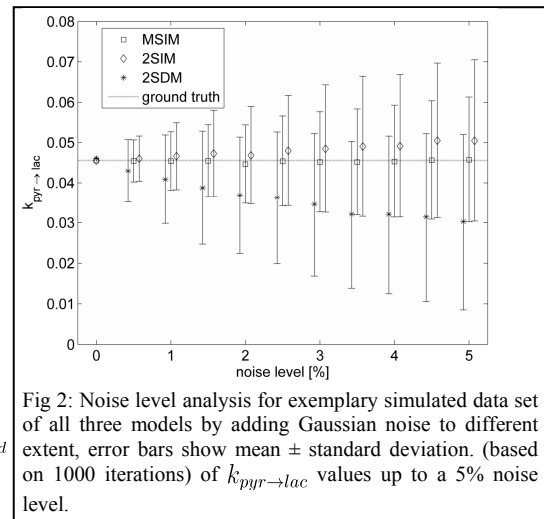 0.08
0.07
0.06
0.05
0.04
0.03
0.02
0.01
0
k pyr → lac
MSIM
2SIM
2SDM
ground truth
0 1 2 3 4 5
noise level [%]
d
Fig 2: Noise level analysis for exemplary simulated data set
of all three models by adding Gaussian noise to different
extent, error bars show mean ± standard deviation. (based
on 1000 iterations) of k_{pyr→lac} values up to a 5% noise
level.